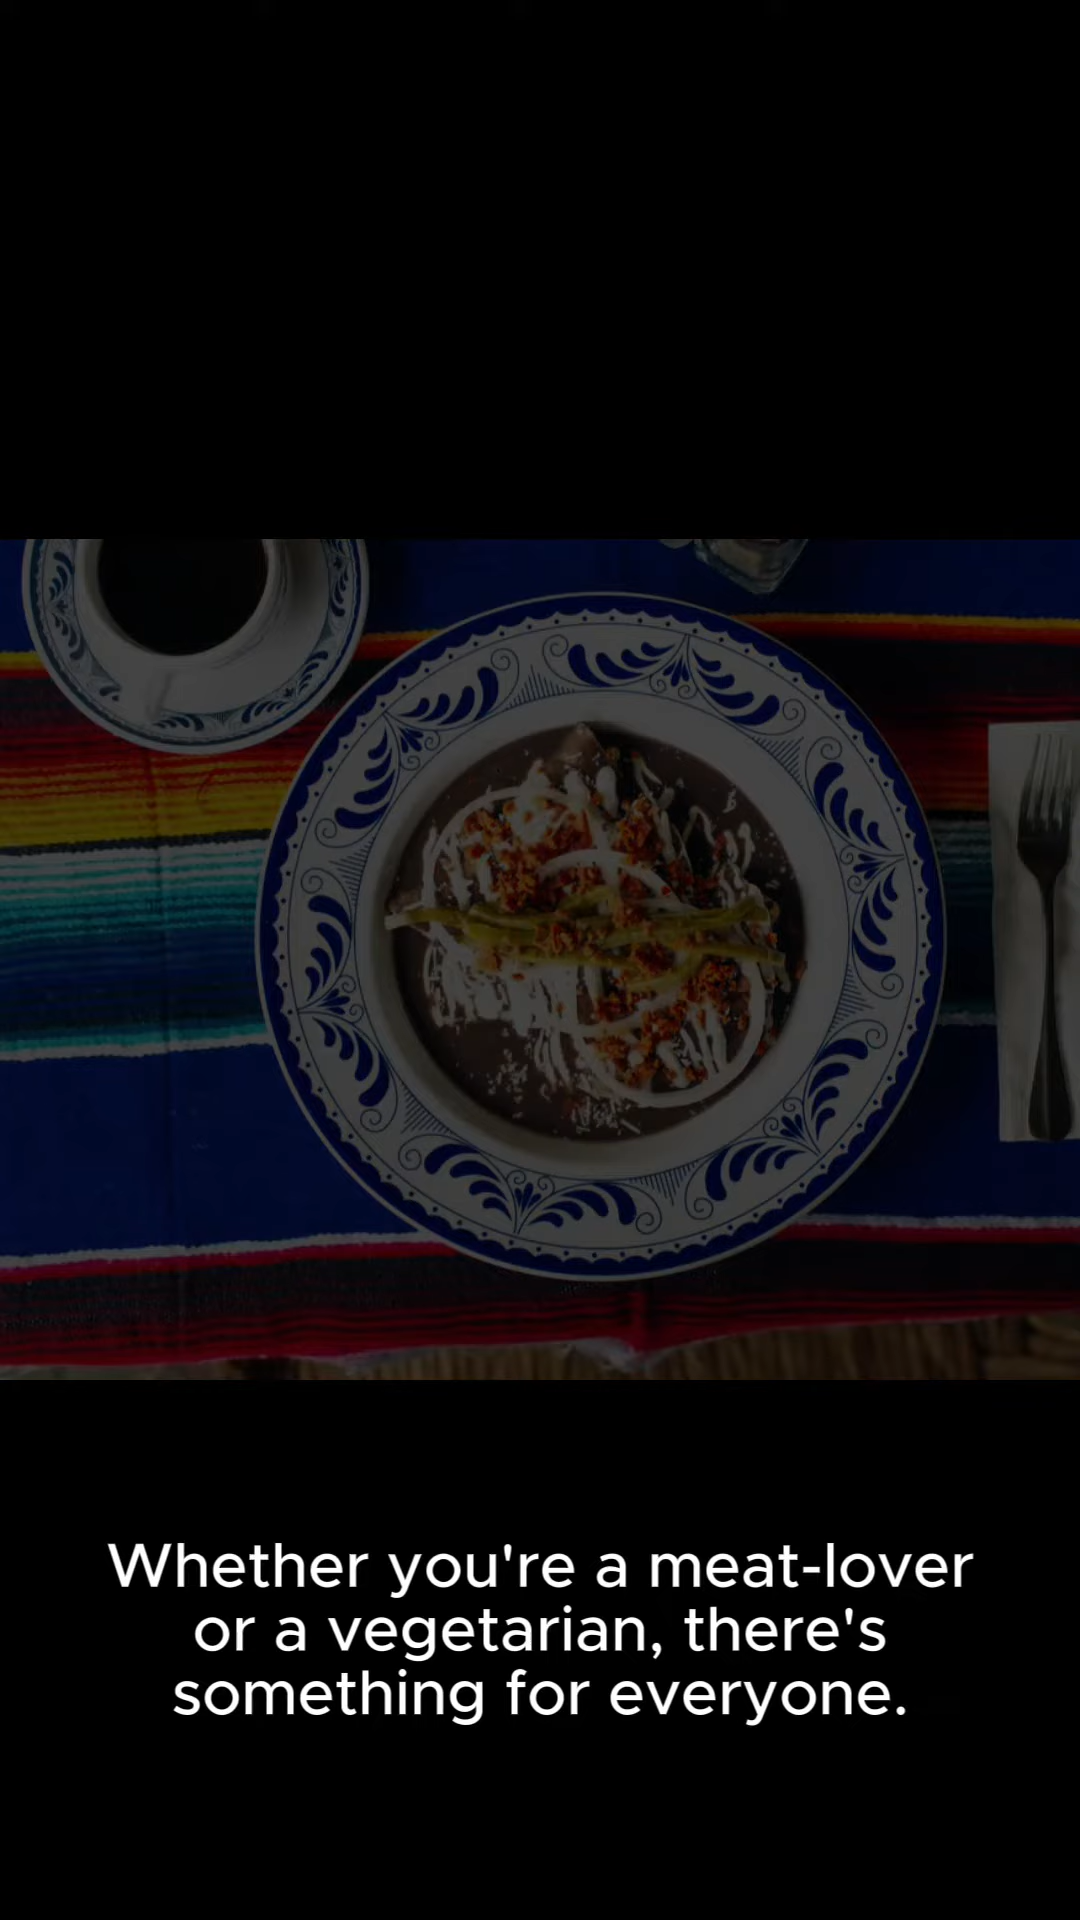 Whether you're a meat-lover
or a vegetarian, there's
something for everyone.